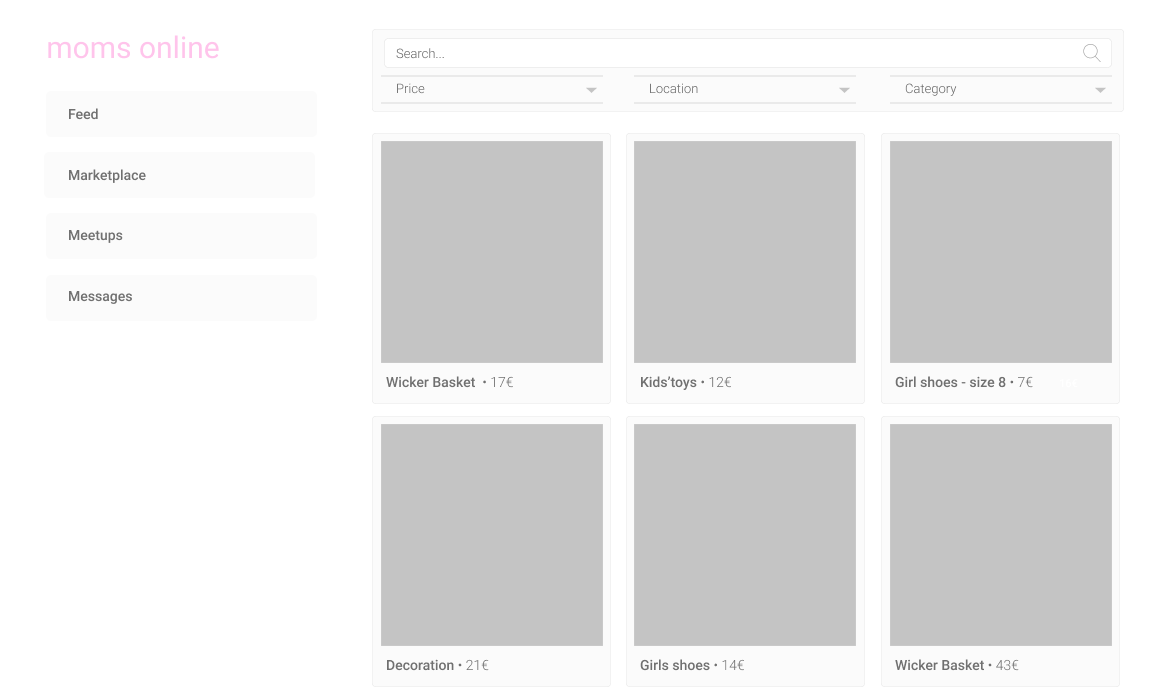 moms online
Feed
Marketplace
Meetups
Messages
Search...
Price
Location
Category
Wicker Basket • 17€
Kids'toys • 12€
Girl shoes - size 8 • 7€
Decoration • 21€
Girls shoes • 14€
Wicker Basket • 43€